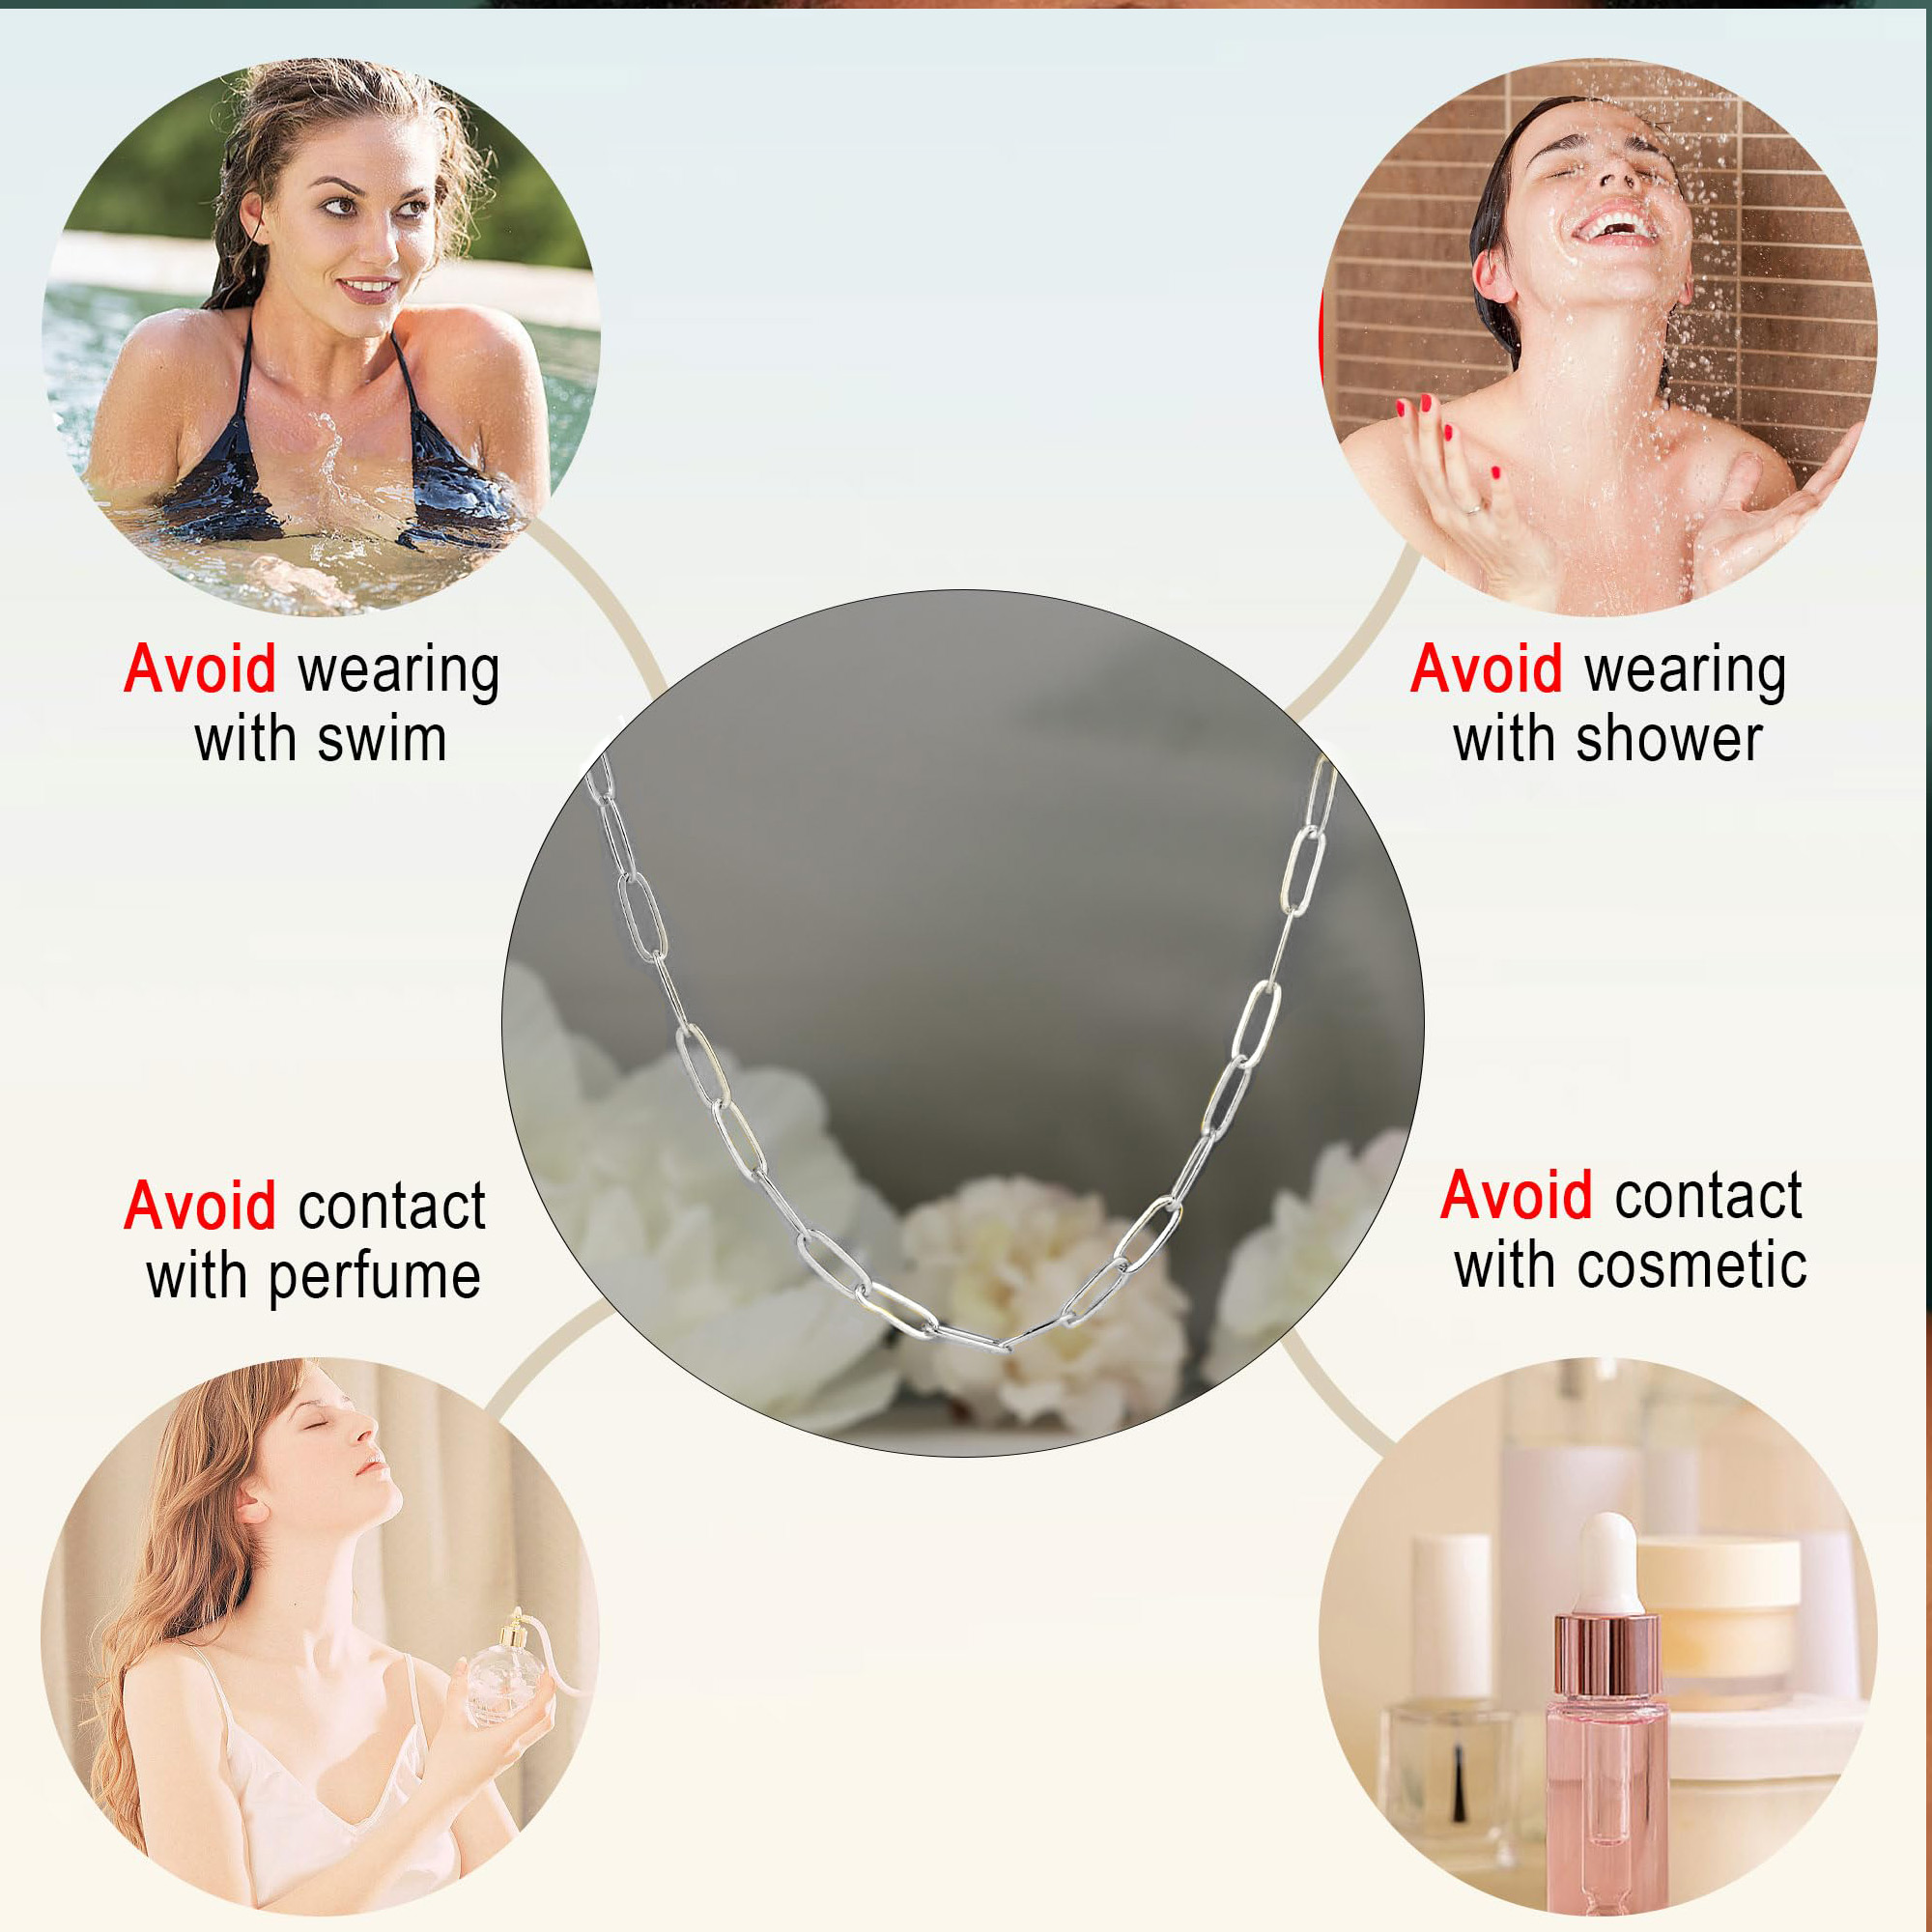 Avoid wearing
with swim
Avoid wearing
with shower
Avoid contact
with perfume
Avoid contact
with cosmetic